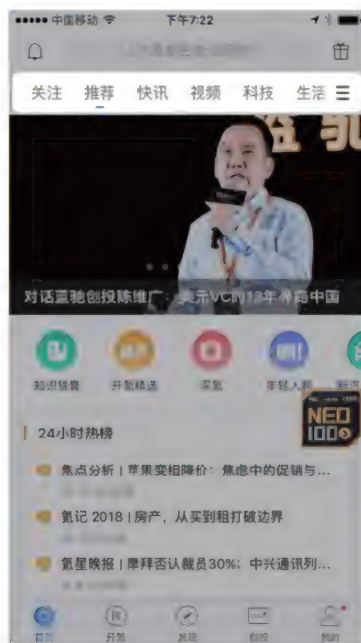 中国移动
下午7:22
关注 推荐 快讯 视频 科技 生活
对话蓝驰创投陈维广：美元VC的13年
中国
知识锦囊 开氪精选 深氪 年轻人群
NEO
100
24小时热榜
焦点分析 | 苹果变相降价：焦虑中的促销与...
氪记 2018 | 房产，从买到租打破边界
氪星晚报 | 摩拜否认裁员30%；中兴通讯列...
首页 开氪 发现 创投 我的